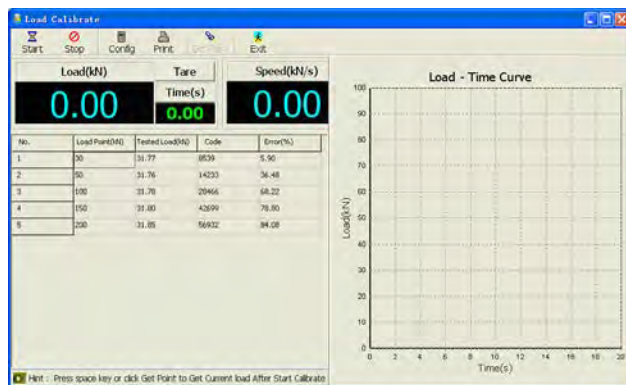 Load Calibrate
Start Stop Config Print Get Point Exit
Load(kN) Tare Speed(kN/s)
0.00 Time(s) 0.00 0.00
Load - Time Curve
No. Load Point(kN) Tested Load(kN) Code Error(%)
1 30 31.77 8539 5.90
2 50 31.76 14233 36.48
3 100 31.78 28466 68.22
4 150 31.80 42699 78.80
5 200 31.85 56932 84.08
100
90
80
70
60
50
40
30
20
10
0
Load(kN)
0 2 4 6 8 10 12 14 16 18 20
Time(s)
Hint : Press space key or click Get Point to Get Current load After Start Calibrate